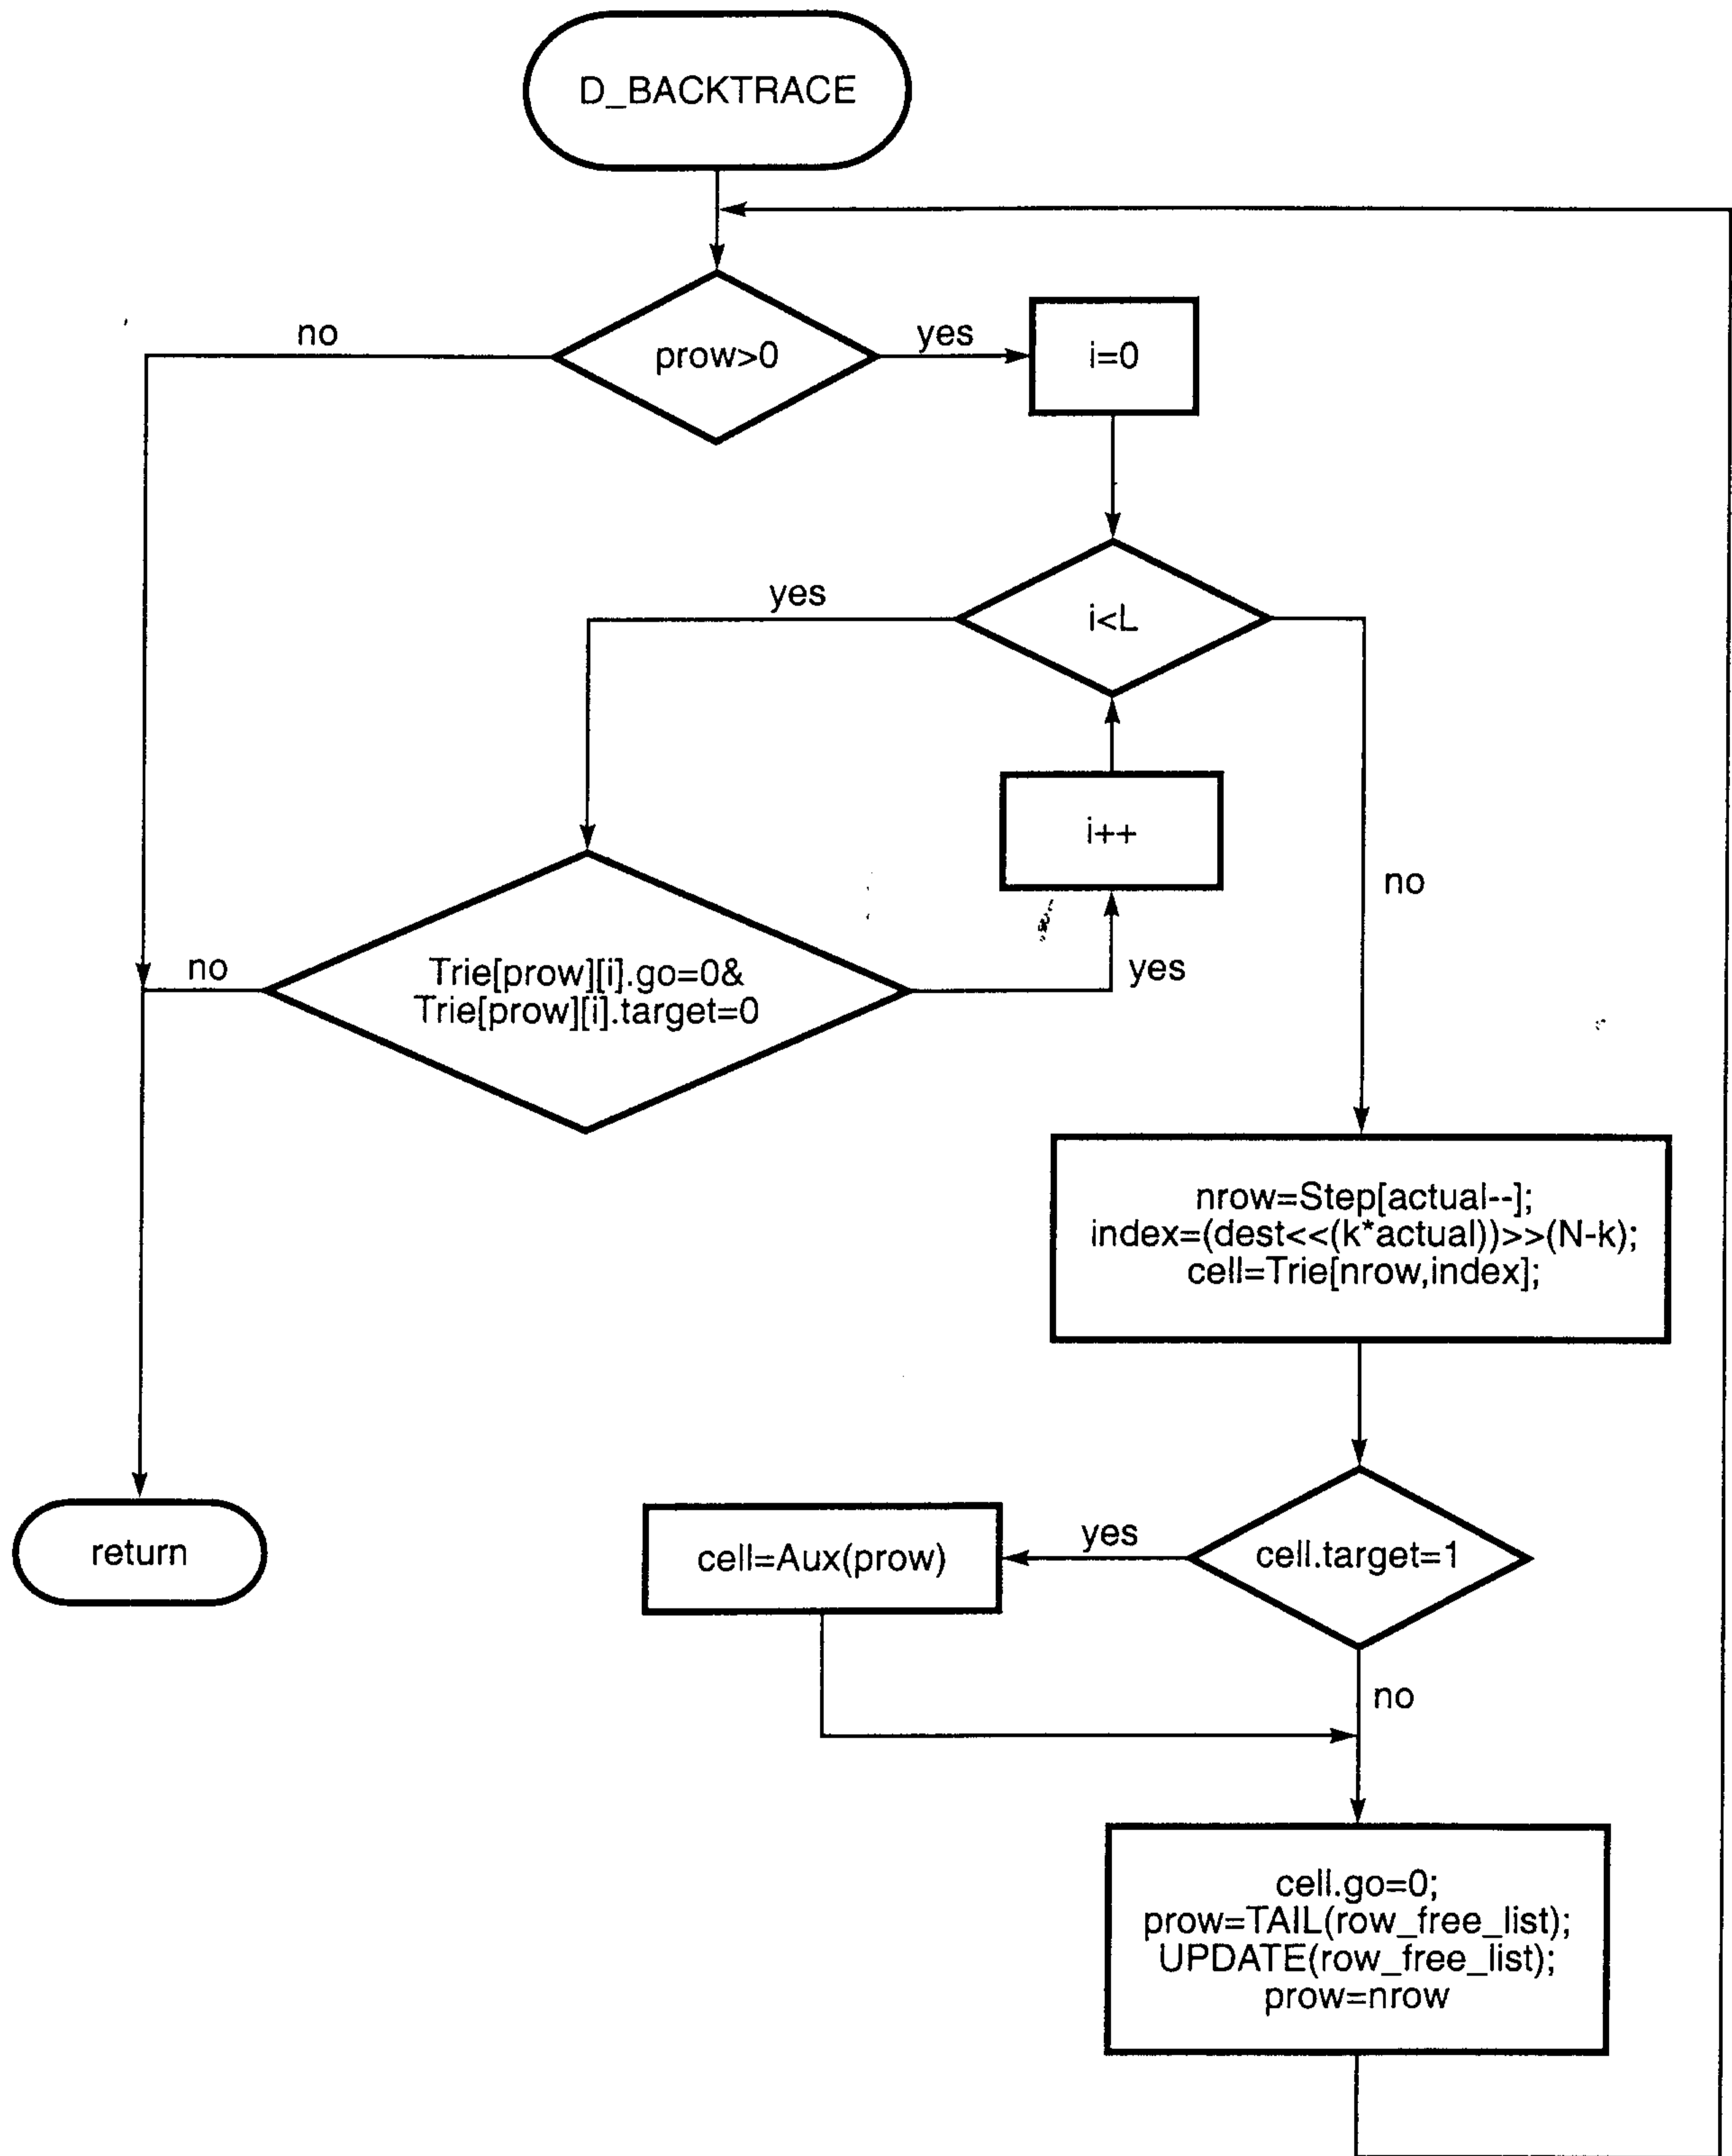 D_BACKTRACE
no
prow>0
yes
i=0
yes
i<L
i++
no
no
Trie[prow][i].go=0&
Trie[prow][i].target=0
yes
nrow=Step[actual--];
index=(dest<<(k*actual))>>(N-k);
cell=Trie[nrow,index];
return
cell=Aux(prow)
yes
cell.target=1
no
cell.go=0;
prow=TAIL(row_free_list);
UPDATE(row_free_list);
prow=nrow